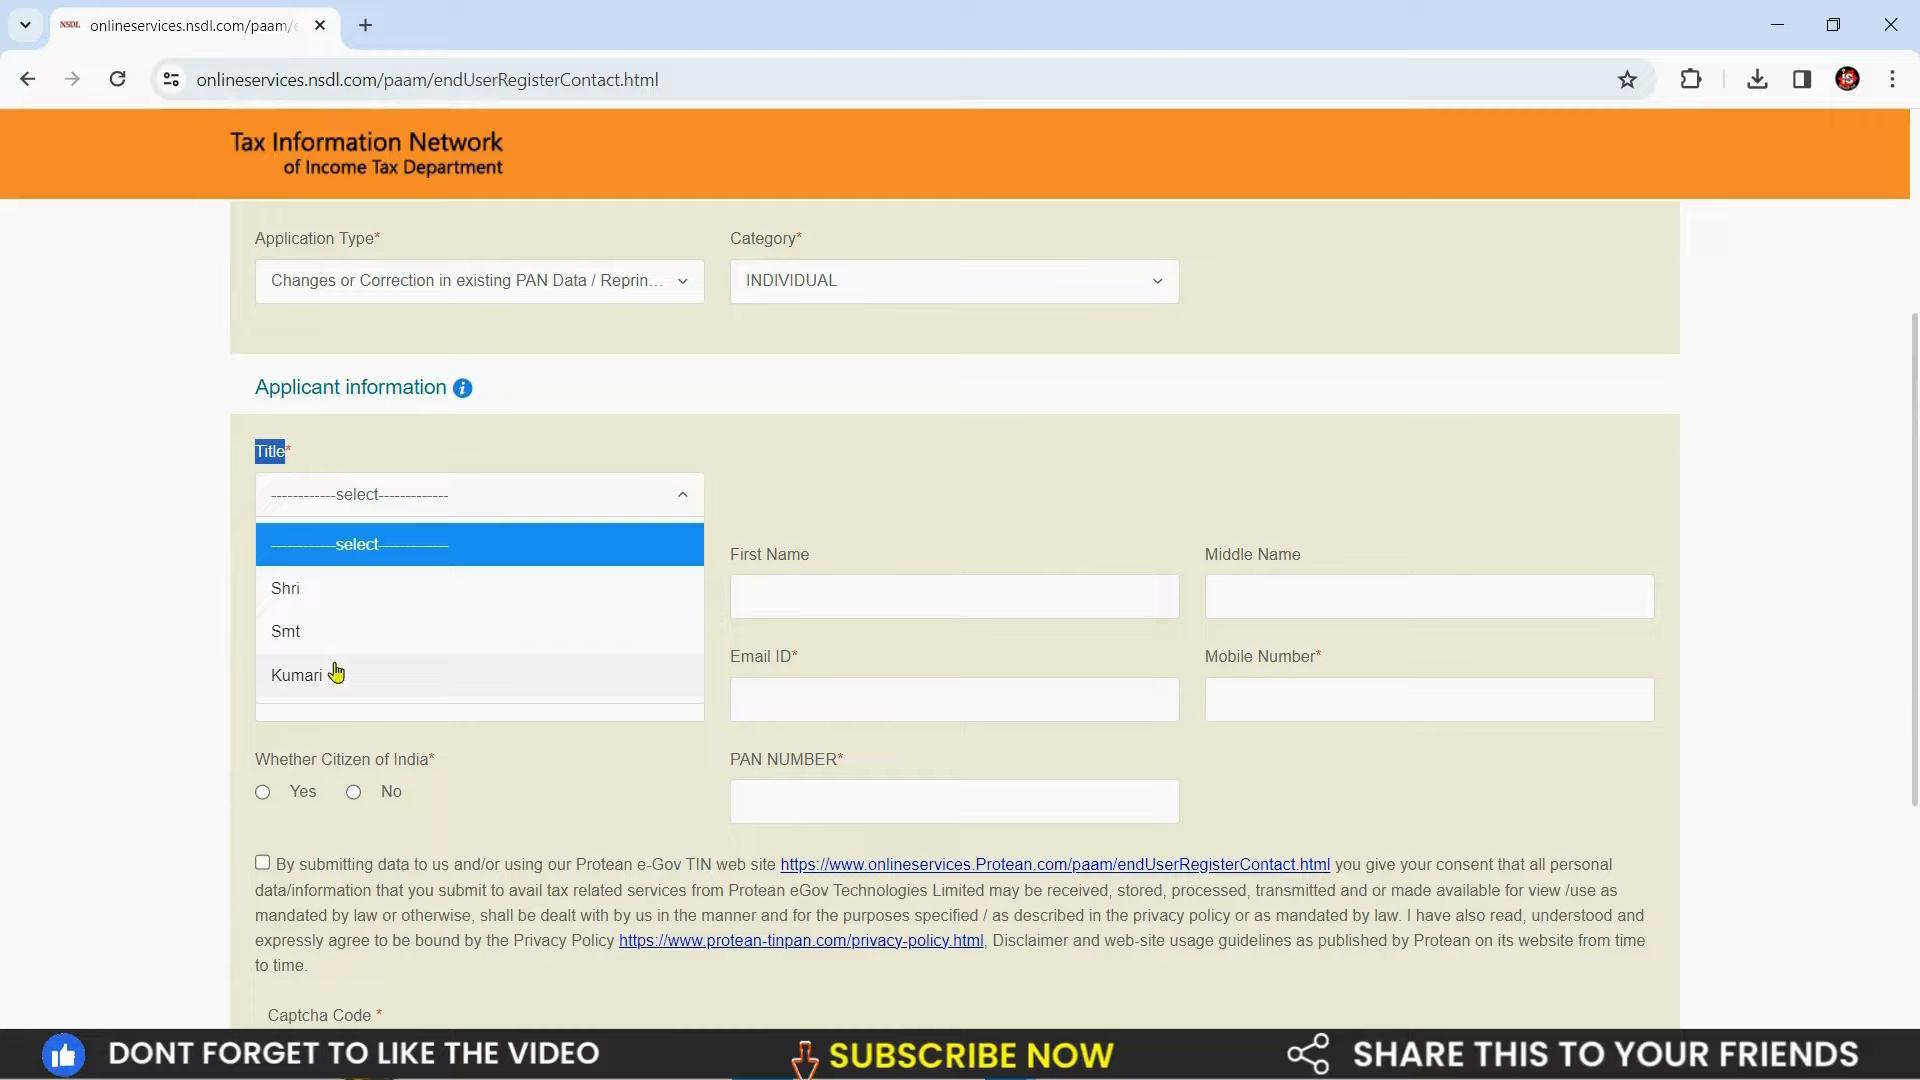 NSDL onlineservices.nsdl.com/paam/e
onlineservices.nsdl.com/paam/endUserRegisterContact.html
Tax Information Network
of Income Tax Department
Application Type* Category*
Changes or Correction in existing PAN Data / Reprin... INDIVIDUAL
Applicant information i
Title*
------------select-------------
------------select-------------
Shri
Smt
Kumari
First Name Middle Name
Email ID* Mobile Number*
Whether Citizen of India* PAN NUMBER*
Yes No
By submitting data to us and/or using our Protean e-Gov TIN web site https://www.onlineservices.Protean.com/paam/endUserRegisterContact.html you give your consent that all personal
data/information that you submit to avail tax related services from Protean eGov Technologies Limited may be received, stored, processed, transmitted and or made available for view /use as
mandated by law or otherwise, shall be dealt with by us in the manner and for the purposes specified / as described in the privacy policy or as mandated by law. I have also read, understood and
expressly agree to be bound by the Privacy Policy https://www.protean-tinpan.com/privacy-policy.html, Disclaimer and web-site usage guidelines as published by Protean on its website from time
to time.
Captcha Code *
DONT FORGET TO LIKE THE VIDEO SUBSCRIBE NOW SHARE THIS TO YOUR FRIENDS